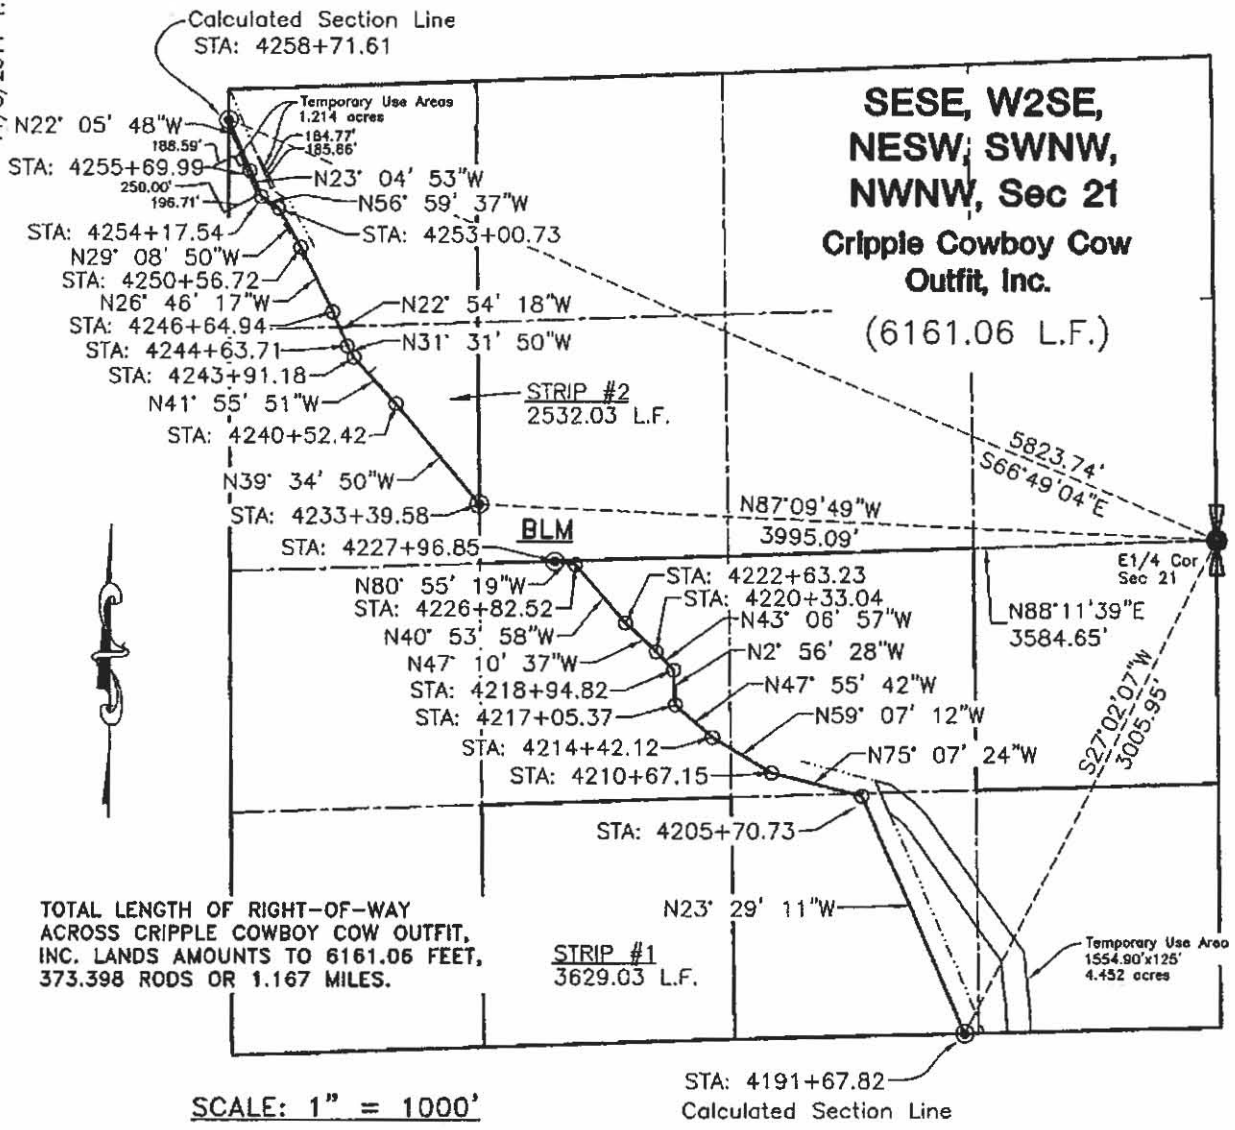 Calculated Section Line
STA: 4258+71.61
N22° 05' 48"W
Temporary Use Areas
1.214 acres
184.77'
185.86'
188.59'
STA: 4255+69.99
N23° 04' 53"W
250.00'
196.71'
N56° 59' 37"W
STA: 4254+17.54
STA: 4253+00.73
N29° 08' 50"W
STA: 4250+56.72
N26° 46' 17"W
N22° 54' 18"W
STA: 4246+64.94
STA: 4244+63.71
N31° 31' 50"W
STA: 4243+91.18
N41° 55' 51"W
STA: 4240+52.42
N39° 34' 50"W
STA: 4233+39.58
SESE, W2SE,
NESW, SWNW,
NWNW, Sec 21
Cripple Cowboy Cow
Outfit, Inc.
(6161.06 L.F.)
STRIP #2
2532.03 L.F.
5823.74'
S66°49'04"E
N87°09'49"W
3995.09'
BLM
STA: 4227+96.85
E1/4 Cor
Sec 21
N80° 55' 19"W
STA: 4226+82.52
STA: 4222+63.23
STA: 4220+33.04
N88°11'39"E
3584.65'
N40° 53' 58"W
N43° 06' 57"W
N47° 10' 37"W
N2° 56' 28"W
STA: 4218+94.82
N47° 55' 42"W
STA: 4217+05.37
N59° 07' 12"W
STA: 4214+42.12
N75° 07' 24"W
STA: 4210+67.15
S27°02'07"W
3005.95'
STA: 4205+70.73
N23° 29' 11"W
TOTAL LENGTH OF RIGHT-OF-WAY
ACROSS CRIPPLE COWBOY COW OUTFIT,
INC. LANDS AMOUNTS TO 6161.06 FEET,
373.398 RODS OR 1.167 MILES.
STRIP #1
3629.03 L.F.
Temporary Use Area
1554.90'x125'
4.452 acres
STA: 4191+67.82
Calculated Section Line
SCALE: 1" = 1000'